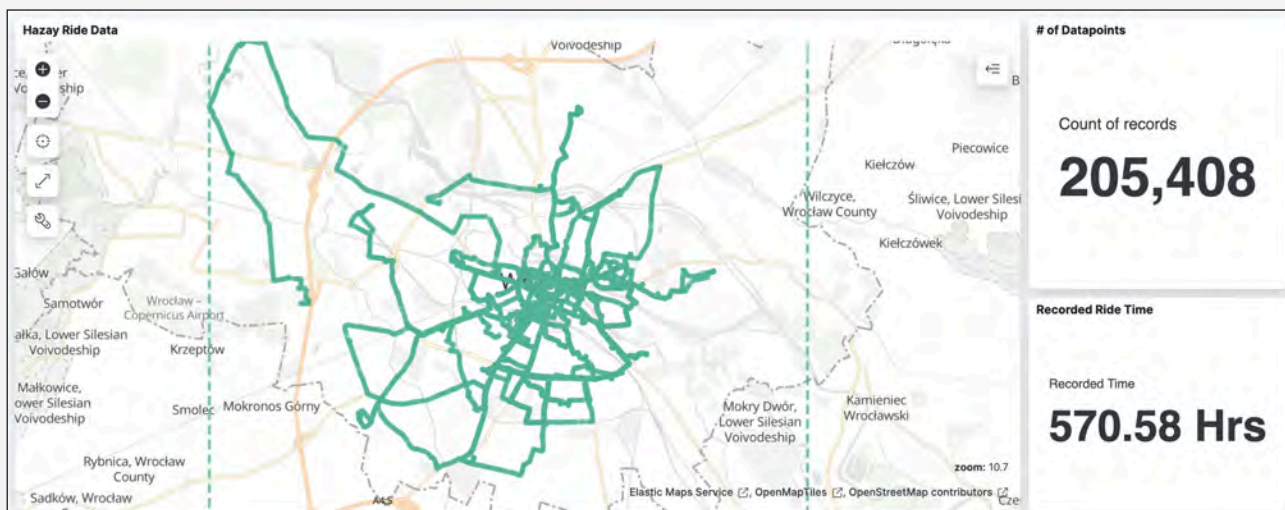 Hazay Ride Data
Voivodeship
# of Datapoints
Count of records
205,408
Piecowice
Kiełczów
Wilczyce,
Wrocław County
Śliwice, Lower Silesi
Voivodeship
Kiełczówek
Samotwór
Wrocław –
Copernicus Airport
Lower Silesian
Voivodeship
Krzeptów
Recorded Ride Time
Recorded Time
570.58 Hrs
Małkowice,
ower Silesian
Voivodeship
Smolec
Mokronos Górny
Mokry Dwór,
Lower Silesian
Voivodeship
Kamieniec
Wrocławski
Rybnica, Wrocław
County
Sadków, Wrocław
zoom: 10.7
Elastic Maps Service, OpenMapTiles, OpenStreetMap contributors